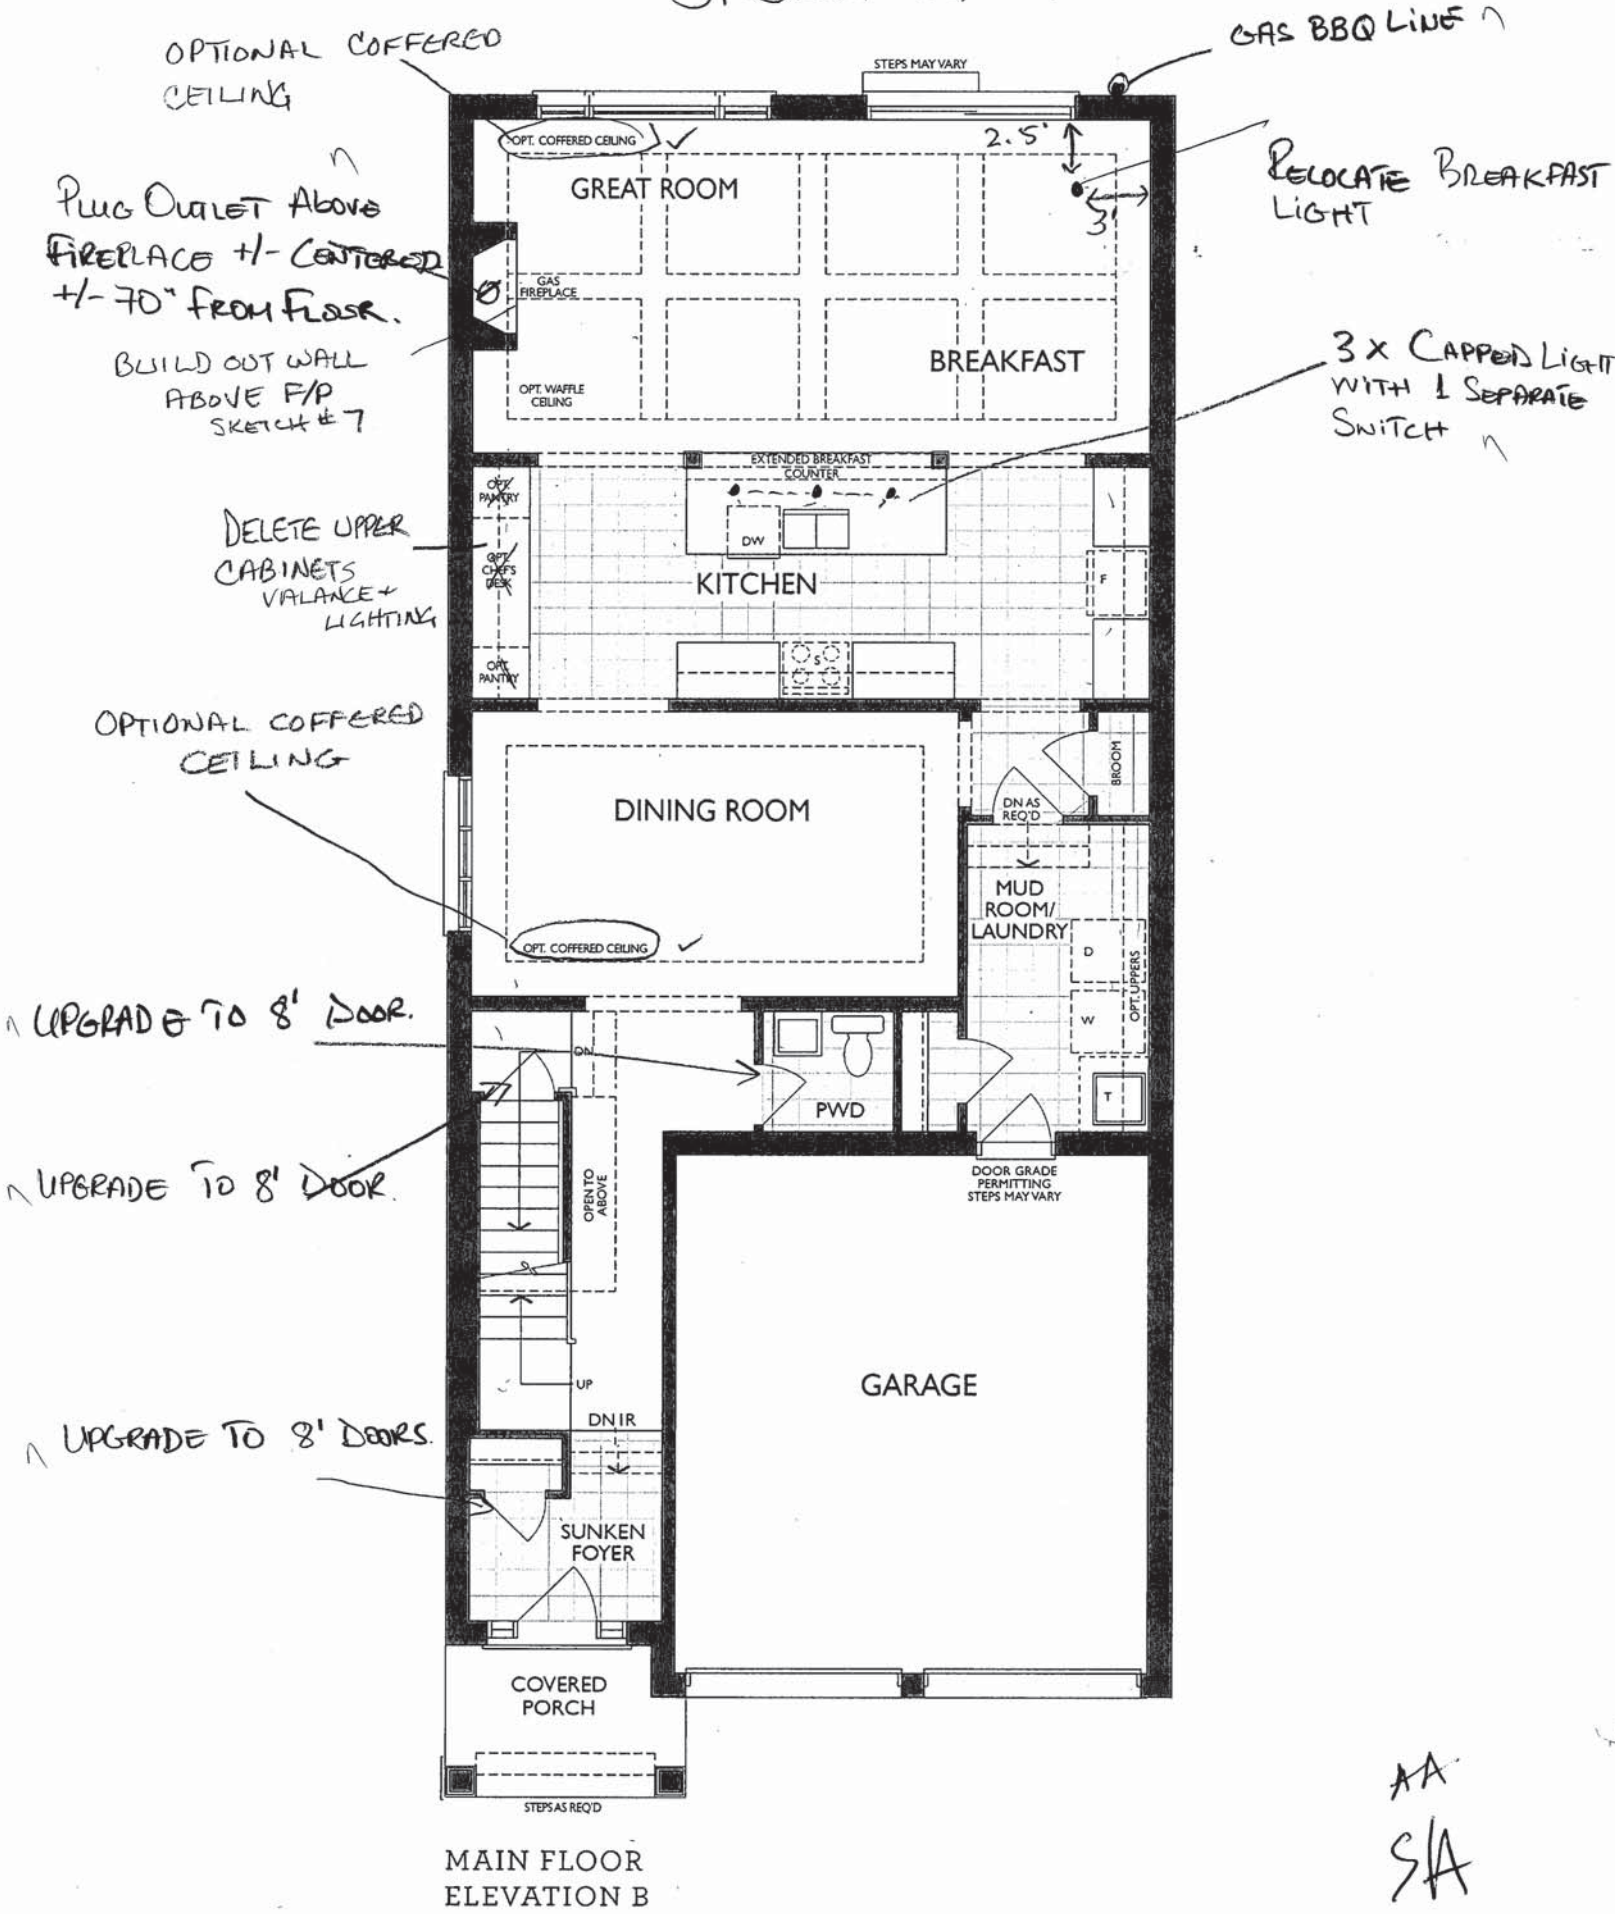 GAS BBQ LINE
OPTIONAL COFFERED
CEILING
STEPS MAY VARY
OPT. COFFERED CEILING
2.5'
GREAT ROOM
3'
RELOCATE BREAKFAST
LIGHT
PLUG OUTLET ABOVE
FIREPLACE +/- CENTERED
+/- 70" FROM FLOOR.
GAS
FIREPLACE
BUILD OUT WALL
ABOVE F/P
SKETCH # 7
BREAKFAST
OPT. WAFFLE
CEILING
3 x CAPPED LIGHT
WITH 1 SEPARATE
SWITCH
EXTENDED BREAKFAST
COUNTER
OPT.
PANTRY
DW
DELETE UPPER
CABINETS
VALANCE +
LIGHTING
OPT.
CHEF'S
DESK
KITCHEN
F
S
OPT.
PANTRY
OPTIONAL COFFERED
CEILING
BROOM
DINING ROOM
DN AS
REQ'D
MUD
ROOM/
LAUNDRY
OPT. COFFERED CEILING
D
OPT. UPPERS
W
UPGRADE TO 8' DOOR.
DN
T
PWD
UPGRADE TO 8' DOOR.
OPEN TO
ABOVE
DOOR GRADE
PERMITTING
STEPS MAY VARY
GARAGE
UP
DN IR
UPGRADE TO 8' DOORS.
SUNKEN
FOYER
COVERED
PORCH
STEPS AS REQ'D
AA
SA
MAIN FLOOR
ELEVATION B